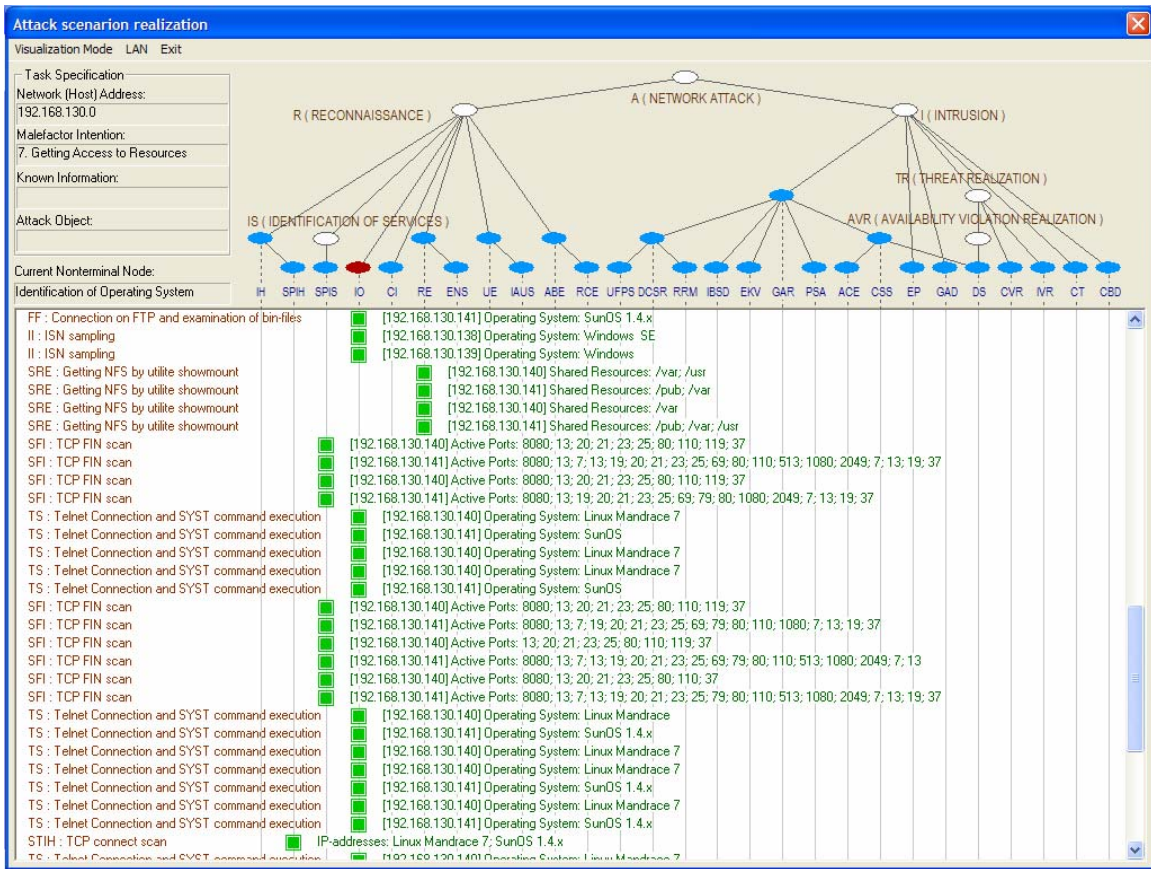 Attack scenarion realization
Visualization Mode LAN Exit
Task Specification
Network (Host) Address:
192.168.130.0
Malefactor Intention:
7. Getting Access to Resources
Known Information:
Attack Object:
Current Nonterminal Node:
Identification of Operating System
A ( NETWORK ATTACK )
R ( RECONNAISSANCE )
I ( INTRUSION )
TR ( THREAT REALIZATION )
IS ( IDENTIFICATION OF SERVICES )
AVR ( AVAILABILITY VIOLATION REALIZATION )
IH SPIH SPIS IO CI RE ENS UE IAUS ABE RCE UFPS DCSR RRM IBSD EKV GAR PSA ACE CSS EP GAD DS CVR IVR CT CBD
FF : Connection on FTP and examination of bin-files [192.168.130.141] Operating System: SunOS 1.4.x
II : ISN sampling [192.168.130.138] Operating System: Windows SE
II : ISN sampling [192.168.130.139] Operating System: Windows
SRE : Getting NFS by utilite showmount [192.168.130.140] Shared Resources: /var; /usr
SRE : Getting NFS by utilite showmount [192.168.130.141] Shared Resources: /pub; /var
SRE : Getting NFS by utilite showmount [192.168.130.140] Shared Resources: /var
SRE : Getting NFS by utilite showmount [192.168.130.141] Shared Resources: /pub; /var; /usr
SFI : TCP FIN scan [192.168.130.140] Active Ports: 8080; 13; 20; 21; 23; 25; 80; 110; 119; 37
SFI : TCP FIN scan [192.168.130.141] Active Ports: 8080; 13; 7; 13; 19; 20; 21; 23; 25; 69; 80; 110; 513; 1080; 2049; 7; 13; 19; 37
SFI : TCP FIN scan [192.168.130.140] Active Ports: 8080; 13; 20; 21; 23; 25; 80; 110; 119; 37
SFI : TCP FIN scan [192.168.130.141] Active Ports: 8080; 13; 19; 20; 21; 23; 25; 69; 79; 80; 1080; 2049; 7; 13; 19; 37
TS : Telnet Connection and SYST command execution [192.168.130.140] Operating System: Linux Mandrace 7
TS : Telnet Connection and SYST command execution [192.168.130.141] Operating System: SunOS
TS : Telnet Connection and SYST command execution [192.168.130.140] Operating System: Linux Mandrace 7
TS : Telnet Connection and SYST command execution [192.168.130.140] Operating System: Linux Mandrace 7
TS : Telnet Connection and SYST command execution [192.168.130.141] Operating System: SunOS
SFI : TCP FIN scan [192.168.130.140] Active Ports: 8080; 13; 20; 21; 23; 25; 80; 110; 119; 37
SFI : TCP FIN scan [192.168.130.141] Active Ports: 8080; 13; 7; 19; 20; 21; 23; 25; 69; 79; 80; 110; 1080; 7; 13; 19; 37
SFI : TCP FIN scan [192.168.130.140] Active Ports: 13; 20; 21; 23; 25; 80; 110; 119; 37
SFI : TCP FIN scan [192.168.130.141] Active Ports: 8080; 13; 7; 13; 19; 20; 21; 23; 25; 69; 79; 80; 110; 513; 1080; 2049; 7; 13
SFI : TCP FIN scan [192.168.130.140] Active Ports: 8080; 13; 20; 21; 23; 25; 80; 110; 37
SFI : TCP FIN scan [192.168.130.141] Active Ports: 8080; 13; 7; 13; 19; 20; 21; 23; 25; 79; 80; 110; 513; 1080; 2049; 7; 13; 19; 37
TS : Telnet Connection and SYST command execution [192.168.130.140] Operating System: Linux Mandrace
TS : Telnet Connection and SYST command execution [192.168.130.141] Operating System: SunOS 1.4.x
TS : Telnet Connection and SYST command execution [192.168.130.140] Operating System: Linux Mandrace 7
TS : Telnet Connection and SYST command execution [192.168.130.140] Operating System: Linux Mandrace 7
TS : Telnet Connection and SYST command execution [192.168.130.141] Operating System: SunOS 1.4.x
TS : Telnet Connection and SYST command execution [192.168.130.140] Operating System: Linux Mandrace 7
TS : Telnet Connection and SYST command execution [192.168.130.141] Operating System: SunOS 1.4.x
STIH : TCP connect scan IP-addresses: Linux Mandrace 7; SunOS 1.4.x
TS : Telnet Connection and SYST command execution [192.168.130.140] Operating System: Linux Mandrace 7